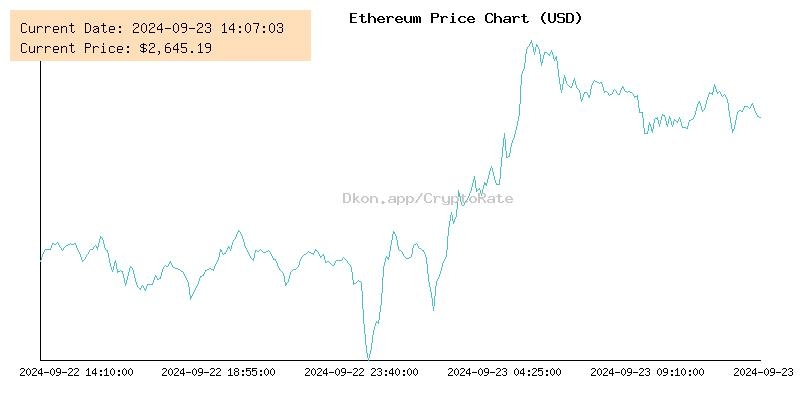 Ethereum Price Chart (USD)
Current Date: 2024-09-23 14:07:03
Current Price: $2,645.19
Dkon.app/CryptoRate
2024-09-22 14:10:00 2024-09-22 18:55:00 2024-09-22 23:40:00 2024-09-23 04:25:00 2024-09-23 09:10:00 2024-09-23